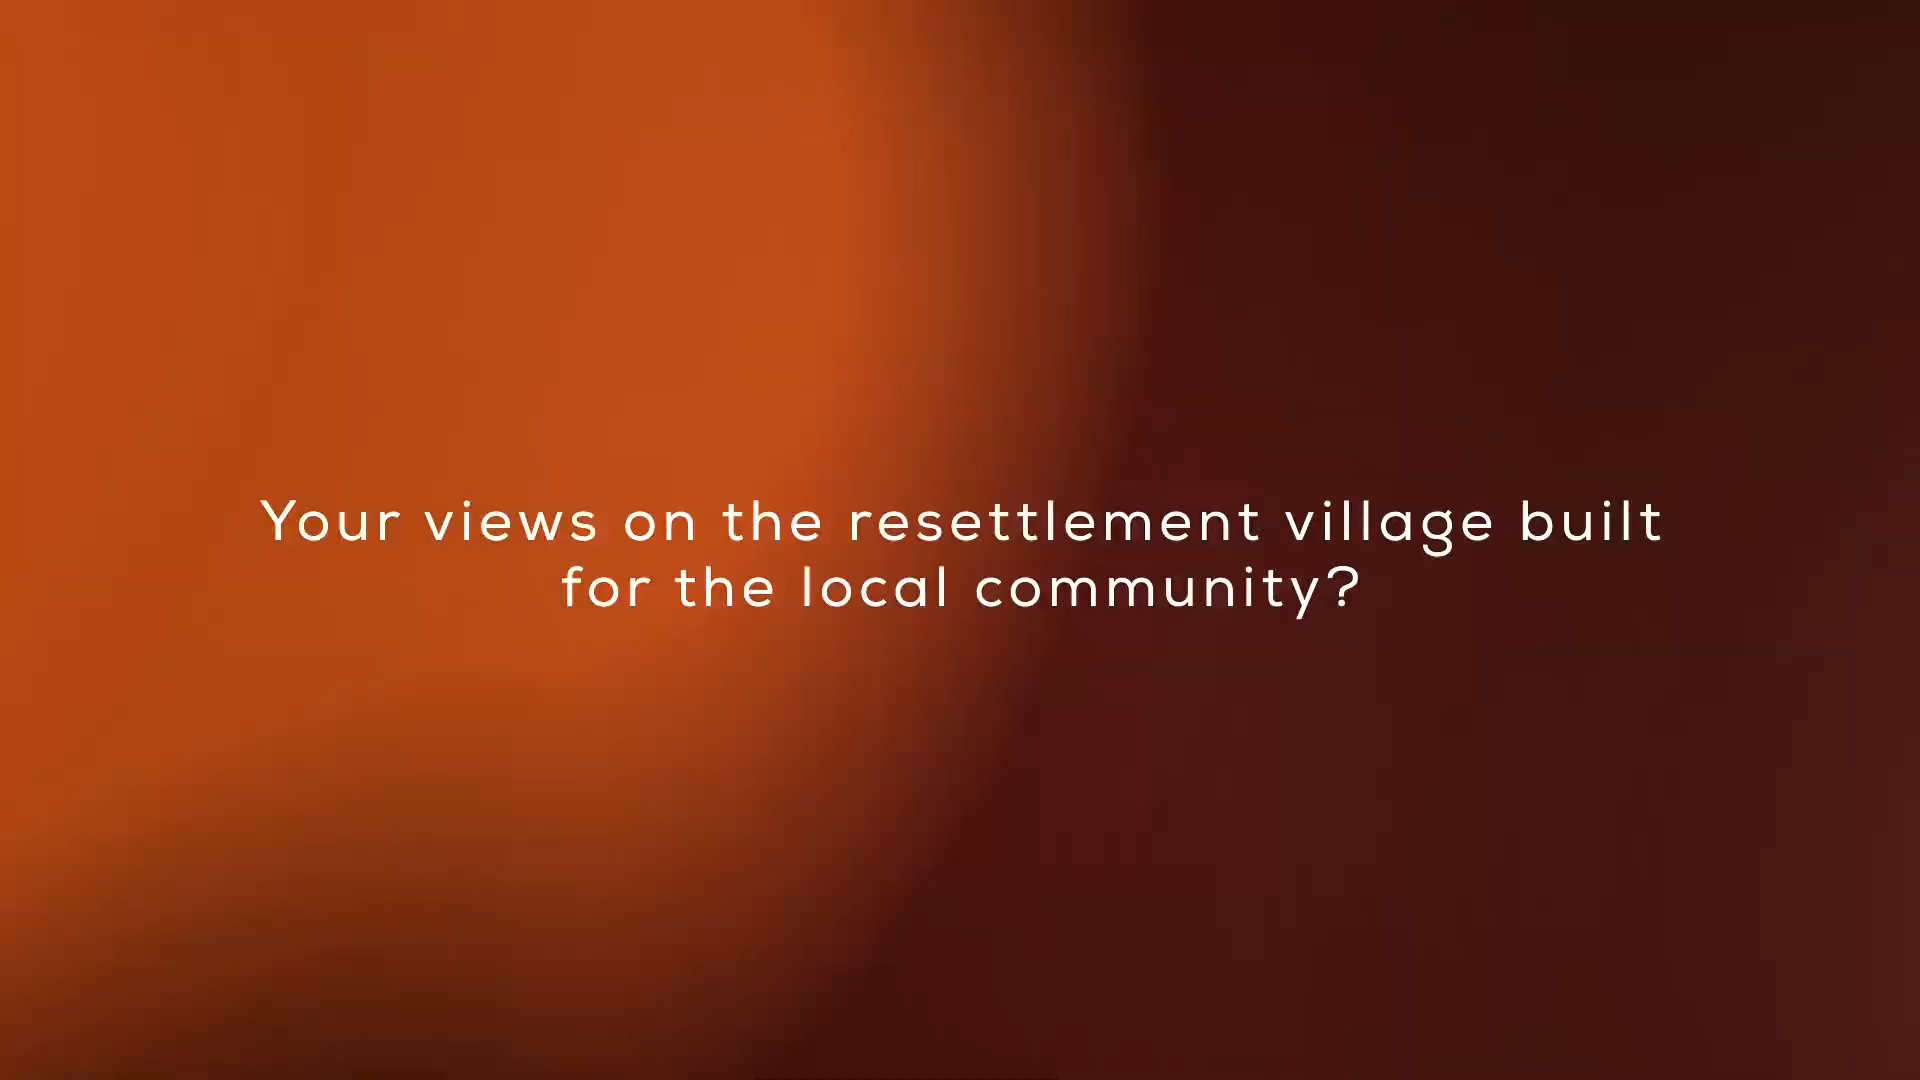 Your views on the resettlement village built
for the local community?